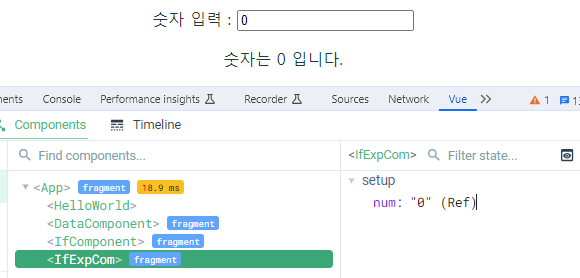 숫자 입력 : 0
숫자는 0 입니다.
Console Performance insights Recorder Sources Network Vue 1
Components Timeline
Find components...
<IfExpCom> Filter state...
<App> fragment 18.9 ms
setup
<HelloWorld>
num: "0" (Ref)
<DataComponent> fragment
<IfComponent> fragment
<IfExpCom> fragment